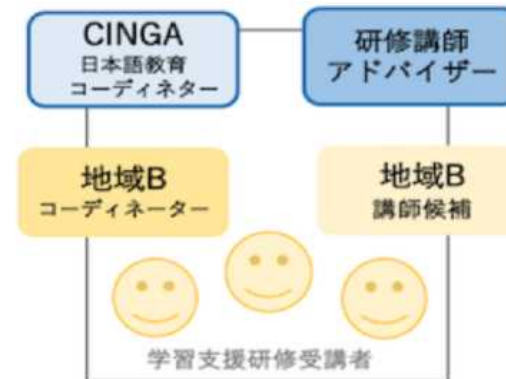 CINGA
日本語教育
コーディネター
研修講師
アドバイザー
地域B
コーディネーター
地域B
講師候補
学習支援研修受講者